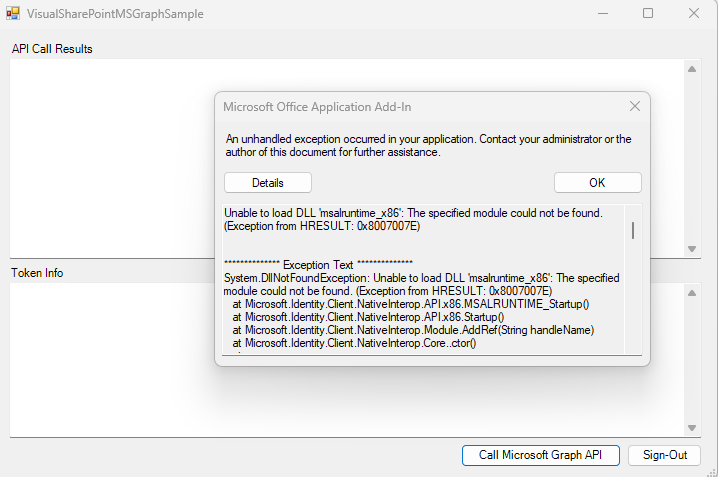 VisualSharePointMSGraphSample
API Call Results
Microsoft Office Application Add-In
An unhandled exception occurred in your application. Contact your administrator or the
author of this document for further assistance.
Details
OK
Unable to load DLL 'msalruntime_x86': The specified module could not be found.
(Exception from HRESULT: 0x8007007E)
************** Exception Text **************
System.DllNotFoundException: Unable to load DLL 'msalruntime_x86': The specified
module could not be found. (Exception from HRESULT: 0x8007007E)
at Microsoft.Identity.Client.NativeInterop.API.x86.MSALRUNTIME_Startup()
at Microsoft.Identity.Client.NativeInterop.API.x86.Startup()
at Microsoft.Identity.Client.NativeInterop.Module.AddRef(String handleName)
at Microsoft.Identity.Client.NativeInterop.Core..ctor()
Token Info
Call Microsoft Graph API
Sign-Out